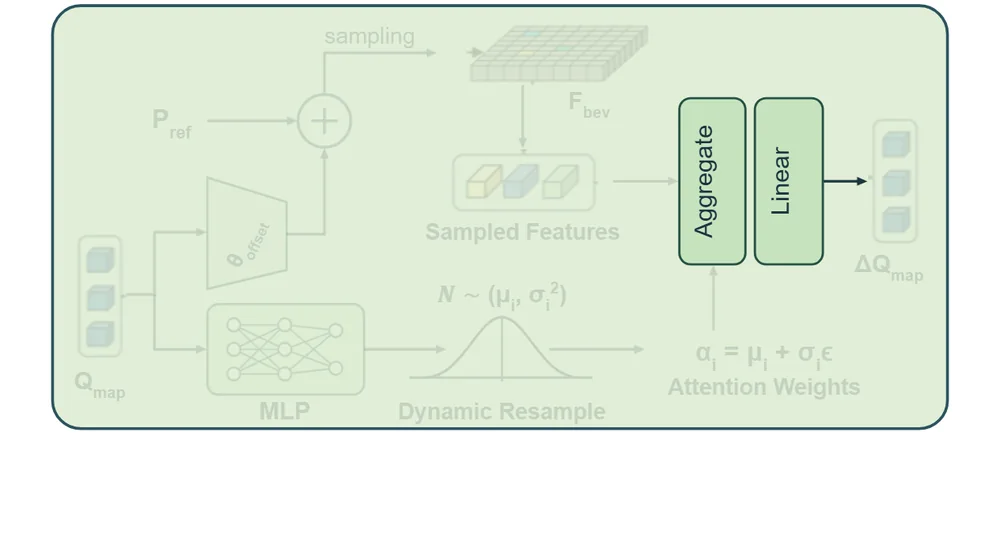 sampling
P_ref
F_bev
θ_offset
Sampled Features
Aggregate
Linear
ΔQ_map
N ~ (μ_i, σ_i^2)
Q_map
α_i = μ_i + σ_iϵ
Attention Weights
MLP
Dynamic Resample